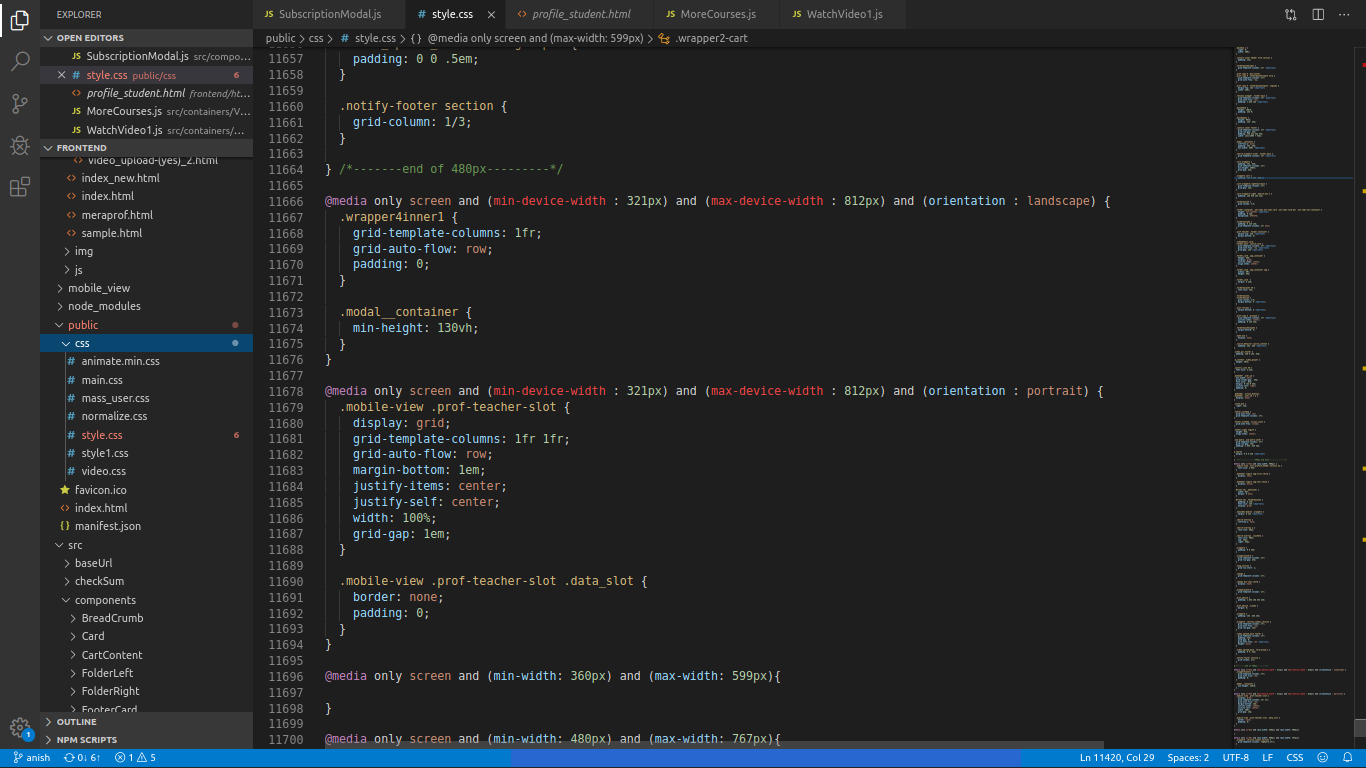 EXPLORER
SubscriptionModal.js
style.css
profile_student.html
MoreCourses.js
WatchVideo1.js
OPEN EDITORS
public > css > # style.css > {} @media only screen and (max-width: 599px) > .wrapper2-cart
SubscriptionModal.js src/compo...
style.css public/css 6
profile_student.html frontend/ht...
MoreCourses.js src/containers/V...
WatchVideo1.js src/containers/...
FRONTEND
video_upload-(yes)_2.html
index_new.html
index.html
meraprof.html
sample.html
img
js
mobile_view
node_modules
public
css
animate.min.css
main.css
mass_user.css
normalize.css
style.css 6
style1.css
video.css
favicon.ico
index.html
manifest.json
src
baseUrl
checkSum
components
BreadCrumb
Card
CartContent
FolderLeft
FolderRight
FooterCard
OUTLINE
NPM SCRIPTS
11657 padding: 0 0 .5em;
11658 }
11659
11660 .notify-footer section {
11661 grid-column: 1/3;
11662 }
11663
11664 } /*-------end of 480px---------*/
11665
11666 @media only screen and (min-device-width : 321px) and (max-device-width : 812px) and (orientation : landscape) {
11667 .wrapper4inner1 {
11668 grid-template-columns: 1fr;
11669 grid-auto-flow: row;
11670 padding: 0;
11671 }
11672
11673 .modal__container {
11674 min-height: 130vh;
11675 }
11676 }
11677
11678 @media only screen and (min-device-width : 321px) and (max-device-width : 812px) and (orientation : portrait) {
11679 .mobile-view .prof-teacher-slot {
11680 display: grid;
11681 grid-template-columns: 1fr 1fr;
11682 grid-auto-flow: row;
11683 margin-bottom: 1em;
11684 justify-items: center;
11685 justify-self: center;
11686 width: 100%;
11687 grid-gap: 1em;
11688 }
11689
11690 .mobile-view .prof-teacher-slot .data_slot {
11691 border: none;
11692 padding: 0;
11693 }
11694 }
11695
11696 @media only screen and (min-width: 360px) and (max-width: 599px){
11697
11698 }
11699
11700 @media only screen and (min-width: 480px) and (max-width: 767px){
1
anish 0↓ 6↑ 1 5
Ln 11420, Col 29 Spaces: 2 UTF-8 LF CSS